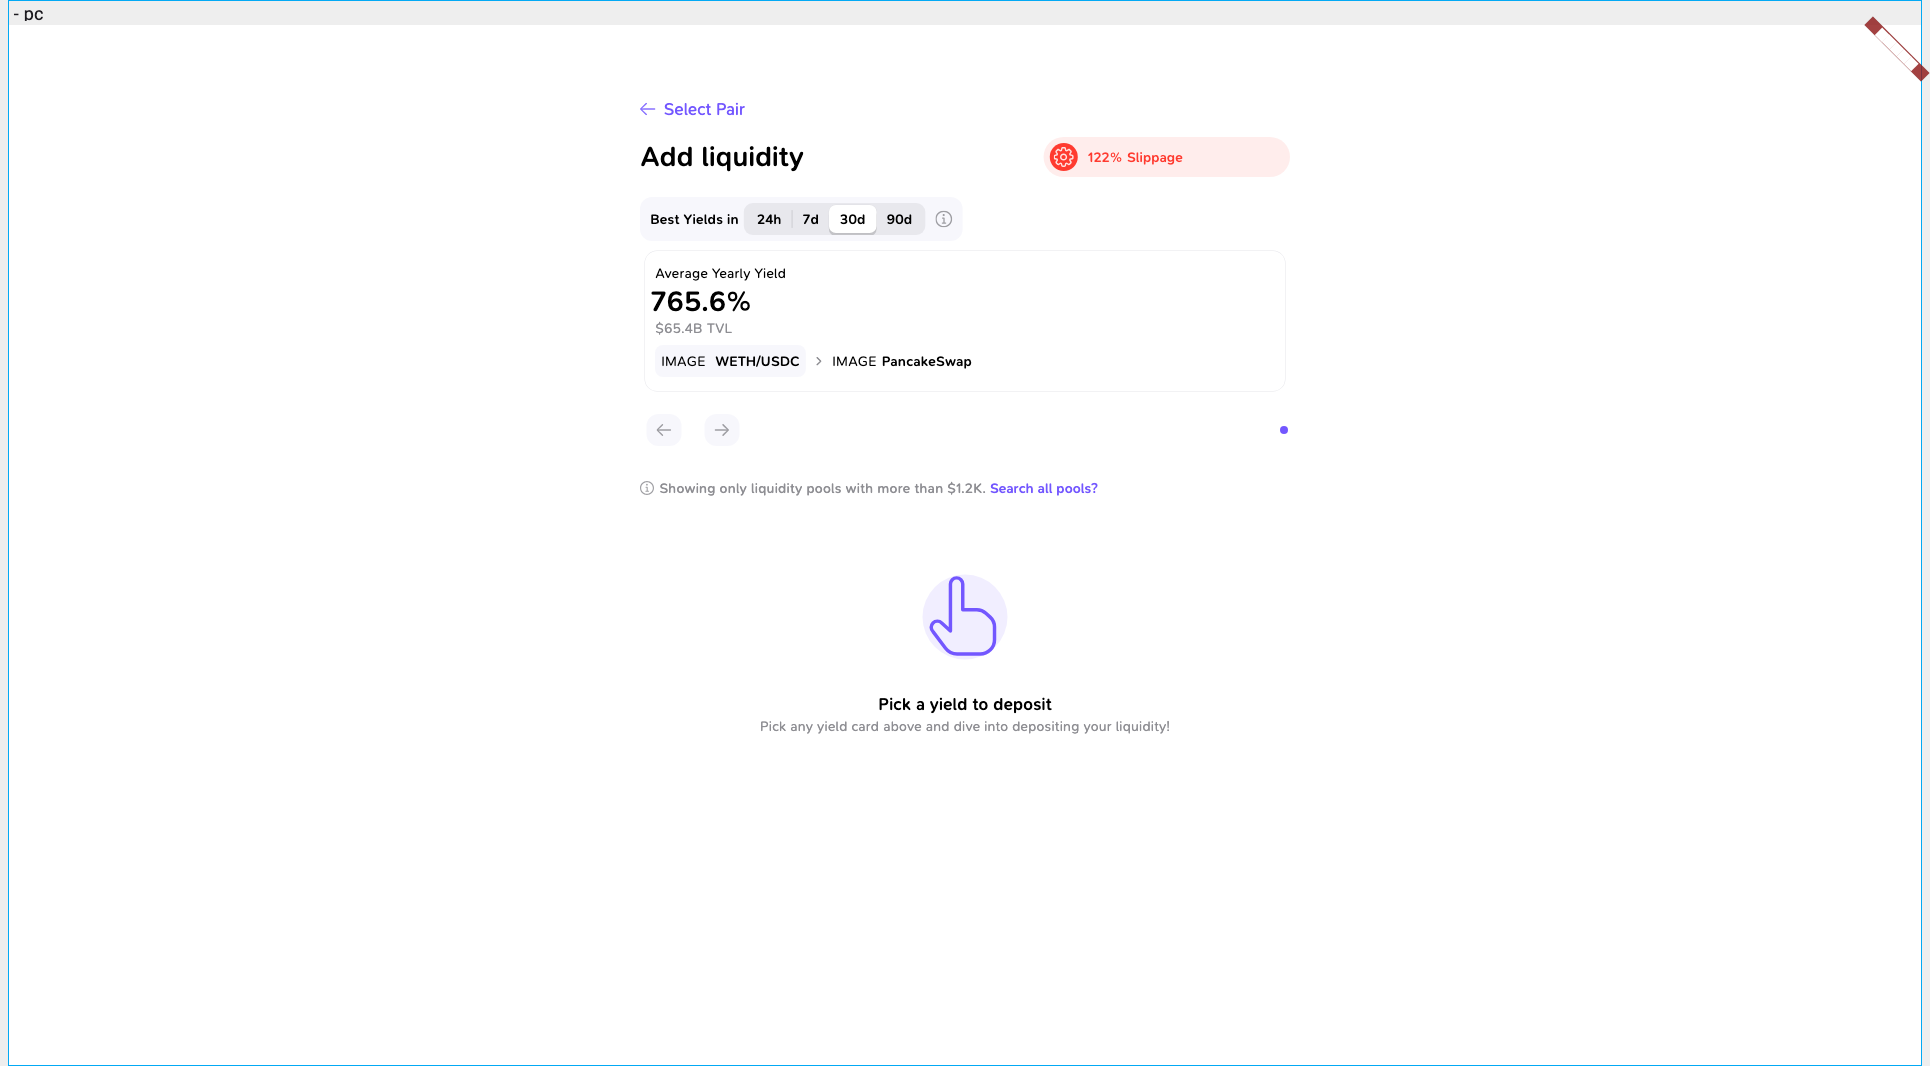 - pc
Select Pair
Add liquidity
122% Slippage
Best Yields in 24h 7d 30d 90d
Average Yearly Yield
765.6%
$65.4B TVL
IMAGE WETH/USDC IMAGE PancakeSwap
Showing only liquidity pools with more than $1.2K. Search all pools?
Pick a yield to deposit
Pick any yield card above and dive into depositing your liquidity!